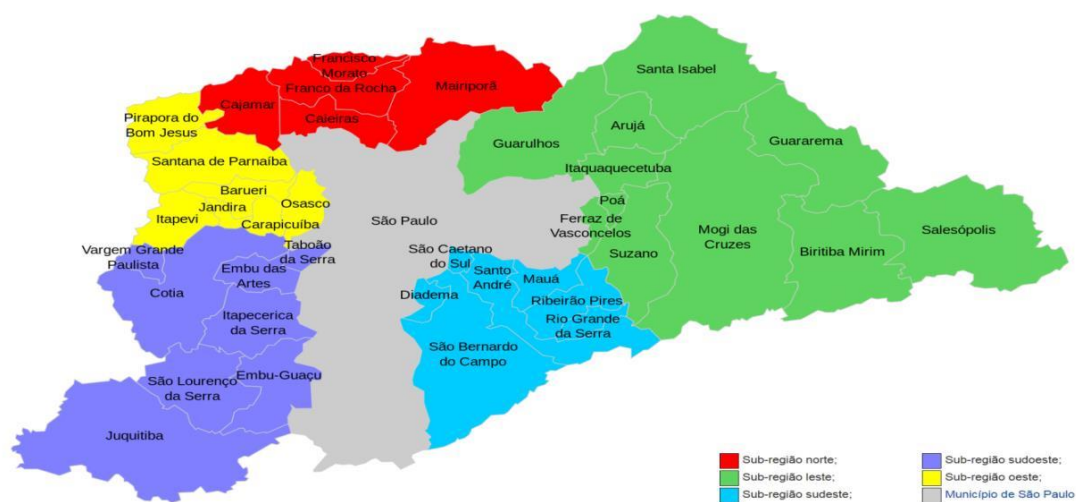 Francisco
Morato
Franco da Rocha
Mairiporã
Cajamar
Caieiras
Santa Isabel
Pirapora do
Bom Jesus
Arujá
Guarulhos
Guararema
Santana de Parnaíba
Itaquaquecetuba
Barueri
Jandira
Osasco
Itapevi
Carapicuíba
São Paulo
Poá
Ferraz de
Vasconcelos
Mogi das
Cruzes
Salesópolis
Vargem Grande
Paulista
Taboão
da Serra
São Caetano
do Sul
Suzano
Biritiba Mirim
Cotia
Embu das
Artes
Santo
André
Mauá
Diadema
Ribeirão Pires
Itapecerica
da Serra
Rio Grande
da Serra
São Bernardo
do Campo
São Lourenço
da Serra
Embu-Guaçu
Juquitiba
Sub-região norte;
Sub-região leste;
Sub-região sudeste;
Sub-região sudoeste;
Sub-região oeste;
Município de São Paulo